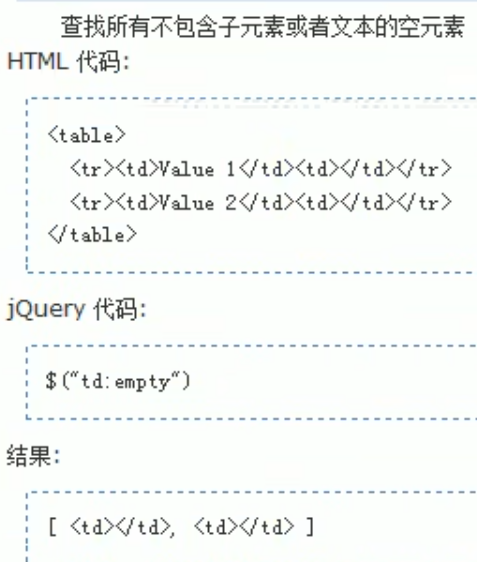 查找所有不包含子元素或者文本的空元素
HTML 代码:
<table>
<tr><td>Value 1</td><td></td></tr>
<tr><td>Value 2</td><td></td></tr>
</table>
jQuery 代码:
$("td:empty")
结果:
[ <td></td>, <td></td> ]